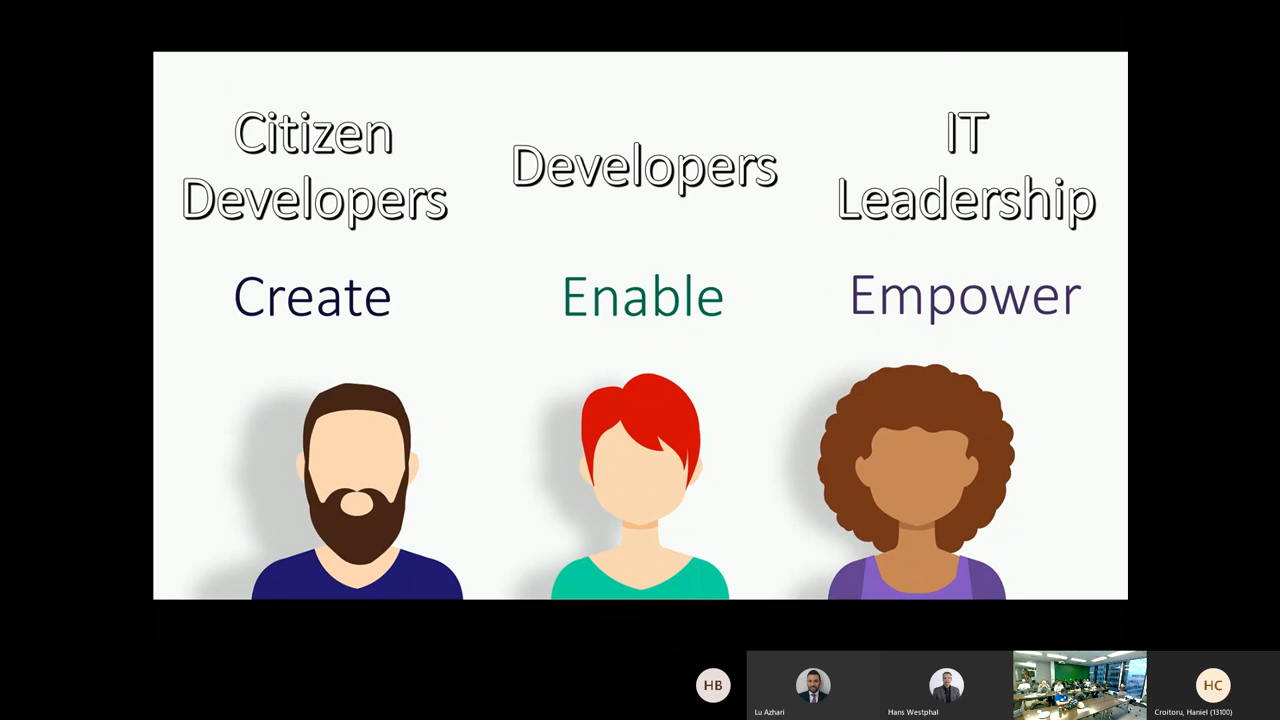 Citizen
Developers
Developers
IT
Leadership
Create
Enable
Empower
HB
Lu Azhari
Hans Westphal
HC
Croitoru, Haniel (13100)